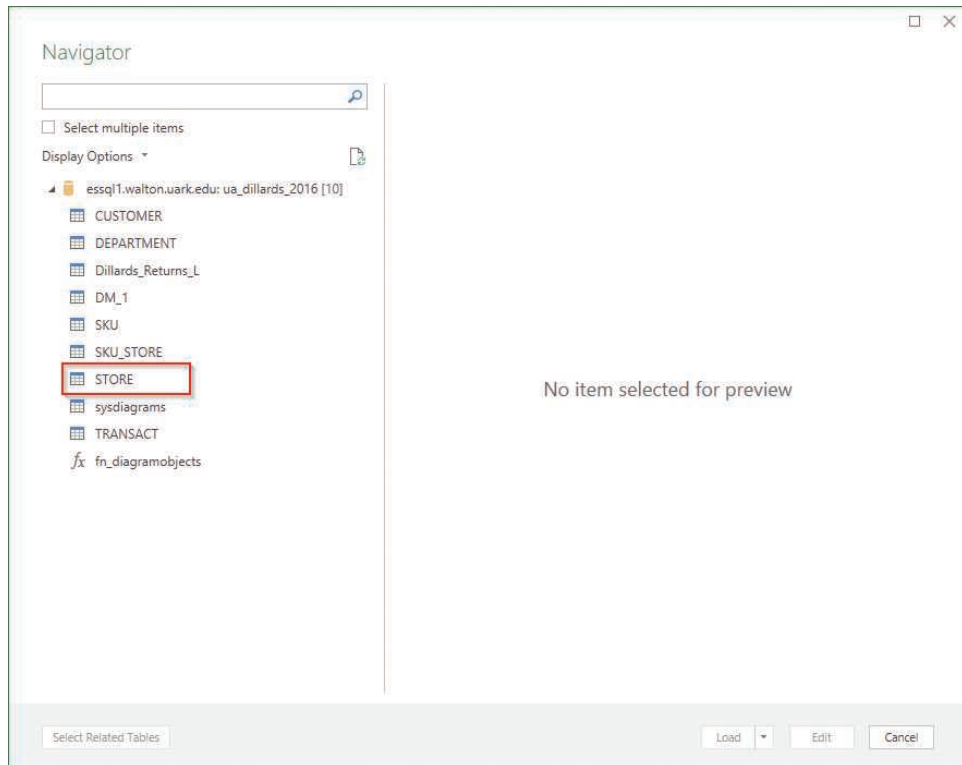 Navigator
Select multiple items
Display Options
essql1.walton.uark.edu: ua_dillards_2016 [10]
CUSTOMER
DEPARTMENT
Dillards_Returns_L
DM_1
SKU
SKU_STORE
STORE
sysdiagrams
TRANSACT
fx fn_diagramobjects
No item selected for preview
Select Related Tables
Load
Edit
Cancel